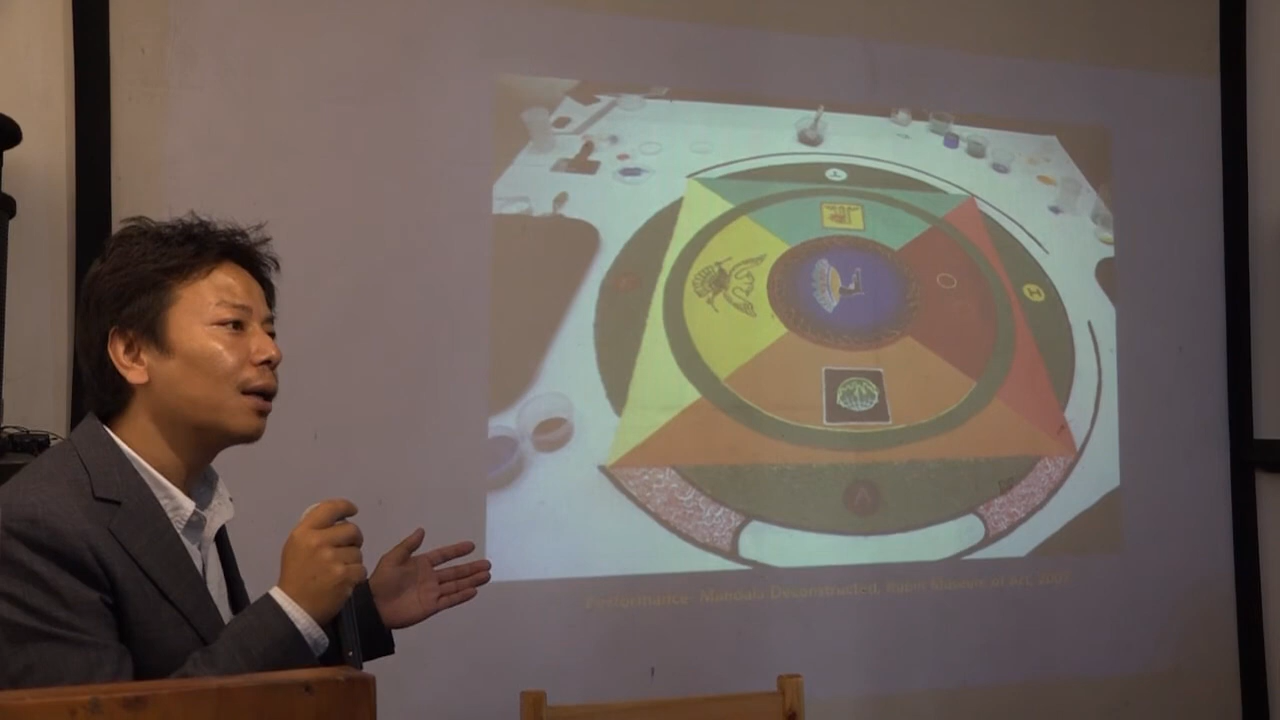 Performance- Mandala Deconstructed, Rubin Museum of Art, 2007